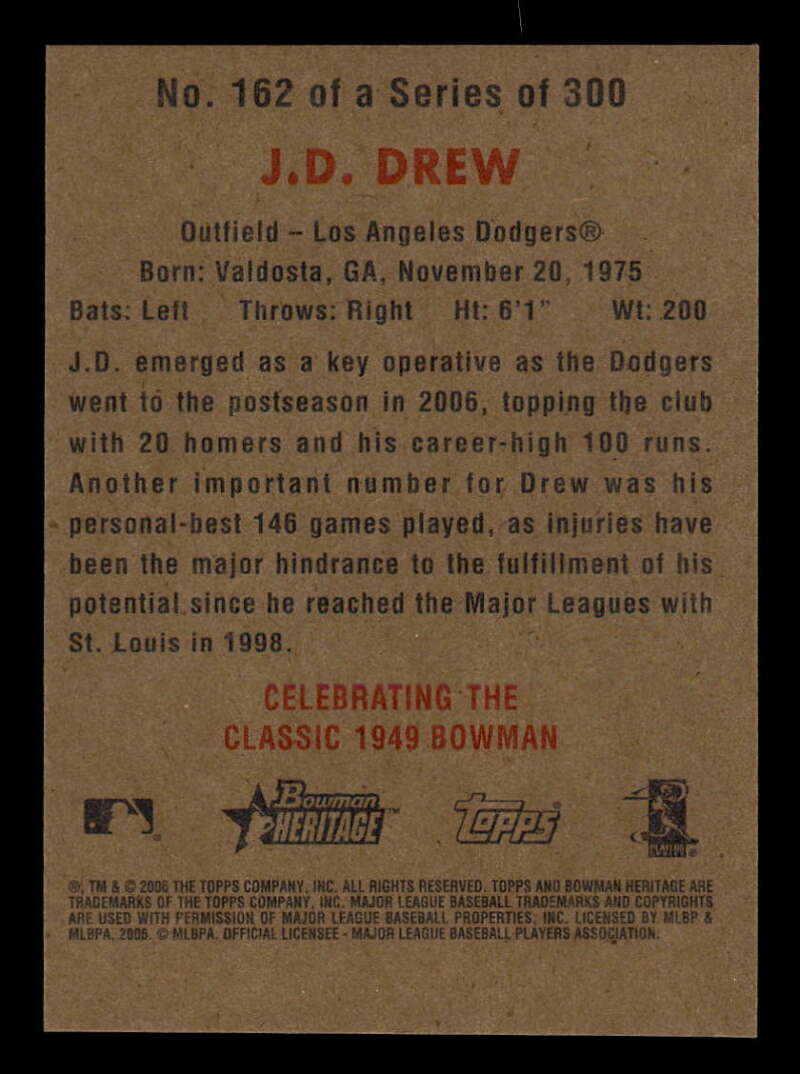 No. 162 of a Series of 300
J.D. DREW
Outfield – Los Angeles Dodgers®
Born: Valdosta, GA, November 20, 1975
Bats: Left Throws: Right Ht: 6'1" Wt: 200
J.D. emerged as a key operative as the Dodgers
went to the postseason in 2006, topping the club
with 20 homers and his career-high 100 runs.
Another important number for Drew was his
personal-best 146 games played, as injuries have
been the major hindrance to the fulfillment of his
potential since he reached the Major Leagues with
St. Louis in 1998.
CELEBRATING THE
CLASSIC 1949 BOWMAN
Bowman HERITAGE™ Topps® PLAYERS
®, TM & © 2006 THE TOPPS COMPANY, INC. ALL RIGHTS RESERVED. TOPPS AND BOWMAN HERITAGE ARE
TRADEMARKS OF THE TOPPS COMPANY, INC. MAJOR LEAGUE BASEBALL TRADEMARKS AND COPYRIGHTS
ARE USED WITH PERMISSION OF MAJOR LEAGUE BASEBALL PROPERTIES, INC. LICENSED BY MLBP &
MLBPA, 2006. © MLBPA. OFFICIAL LICENSEE - MAJOR LEAGUE BASEBALL PLAYERS ASSOCIATION.